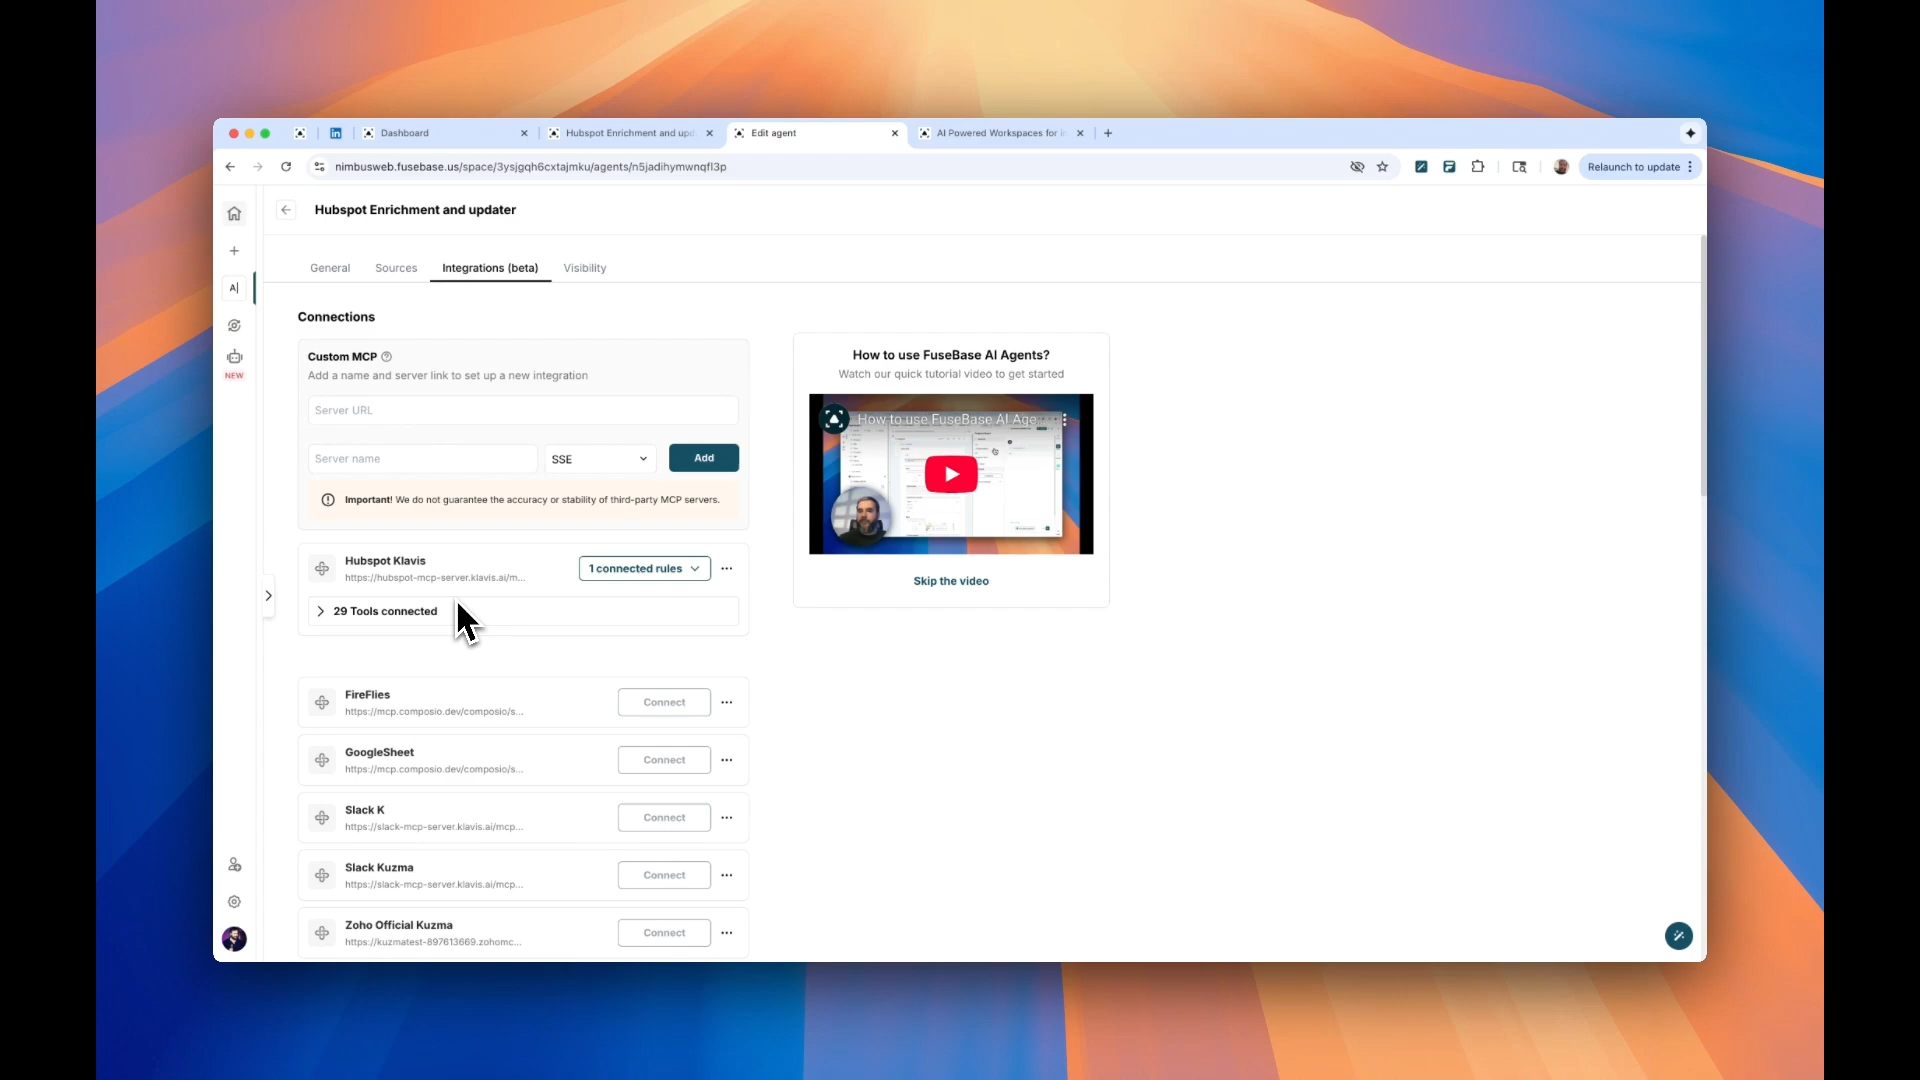 Dashboard
Hubspot Enrichment and upd
Edit agent
AI Powered Workspaces for i
nimbusweb.fusebase.us/space/3ysjgqh6cxtajmku/agents/n5jadihymwnqfl3p
Relaunch to update
Hubspot Enrichment and updater
General
Sources
Integrations (beta)
Visibility
A|
NEW
Connections
Custom MCP
Add a name and server link to set up a new integration
Server URL
Server name
SSE
Add
Important! We do not guarantee the accuracy or stability of third-party MCP servers.
Hubspot Klavis
https://hubspot-mcp-server.klavis.ai/m...
1 connected rules
29 Tools connected
FireFlies
https://mcp.composio.dev/composio/s...
Connect
GoogleSheet
https://mcp.composio.dev/composio/s...
Connect
Slack K
https://slack-mcp-server.klavis.ai/mcp...
Connect
Slack Kuzma
https://slack-mcp-server.klavis.ai/mcp...
Connect
Zoho Official Kuzma
https://kuzmatest-897613669.zohomc...
Connect
How to use FuseBase AI Agents?
Watch our quick tutorial video to get started
How to use FuseBase AI Age...
Skip the video